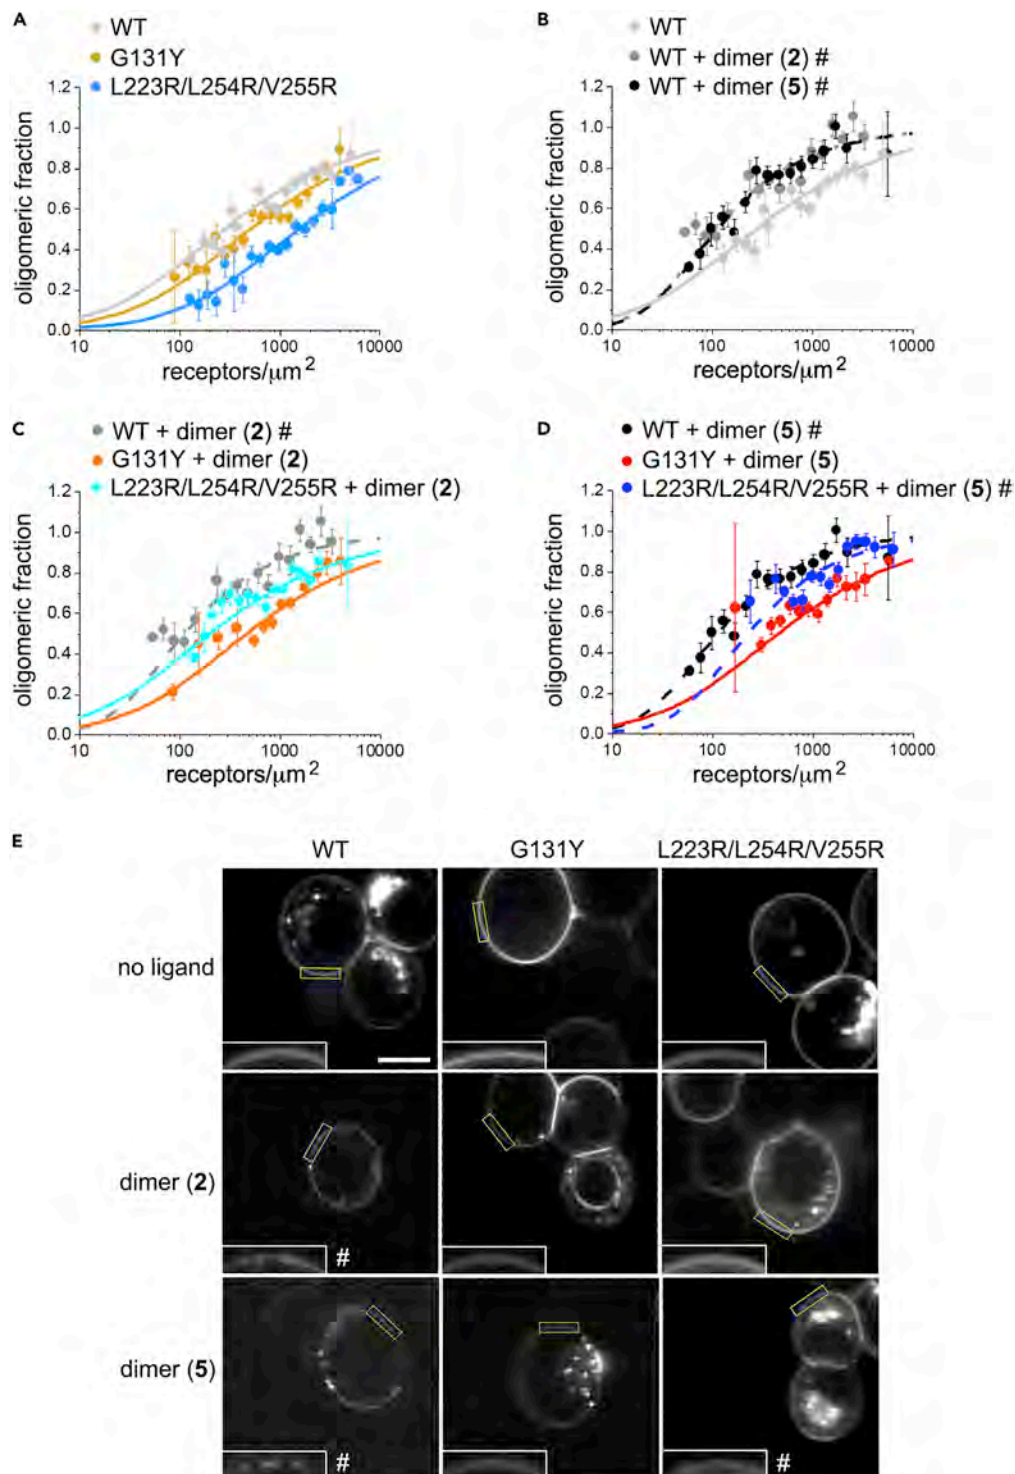 A
WT
G131Y
L223R/L254R/V255R
1.2
1.0
0.8
0.6
0.4
0.2
0.0
oligomeric fraction
10 100 1000 10000
receptors/μm²
B
WT
WT + dimer (2) #
WT + dimer (5) #
1.2
1.0
0.8
0.6
0.4
0.2
0.0
oligomeric fraction
10 100 1000 10000
receptors/μm²
C
WT + dimer (2) #
G131Y + dimer (2)
L223R/L254R/V255R + dimer (2)
1.2
1.0
0.8
0.6
0.4
0.2
0.0
oligomeric fraction
10 100 1000 10000
receptors/μm²
D
WT + dimer (5) #
G131Y + dimer (5)
L223R/L254R/V255R + dimer (5) #
1.2
1.0
0.8
0.6
0.4
0.2
0.0
oligomeric fraction
10 100 1000 10000
receptors/μm²
E
WT G131Y L223R/L254R/V255R
no ligand
dimer (2)
#
dimer (5)
# #